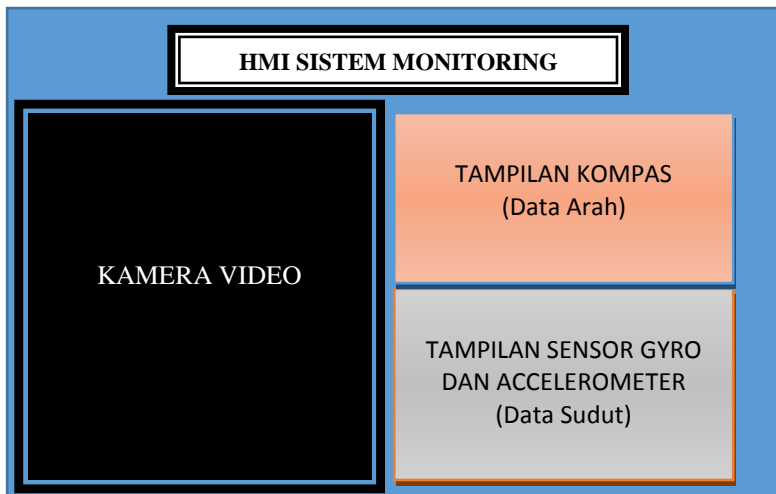 HMI SISTEM MONITORING
KAMERA VIDEO
TAMPILAN KOMPAS
(Data Arah)
TAMPILAN SENSOR GYRO
DAN ACCELEROMETER
(Data Sudut)